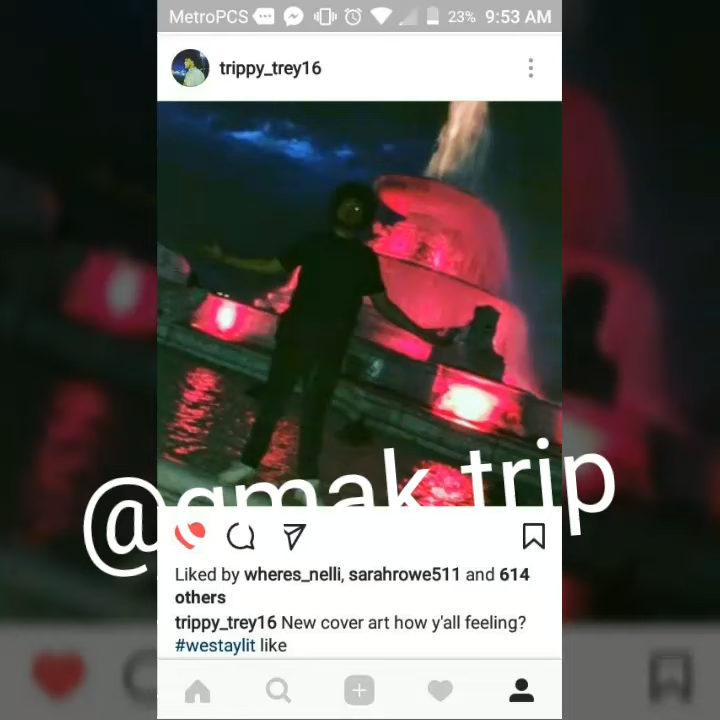 MetroPCS 23% 9:53 AM
trippy_trey16
@gmak.trip
Liked by wheres_nelli, sarahrowe511 and 614
others
trippy_trey16 New cover art how y'all feeling?
#westaylit like